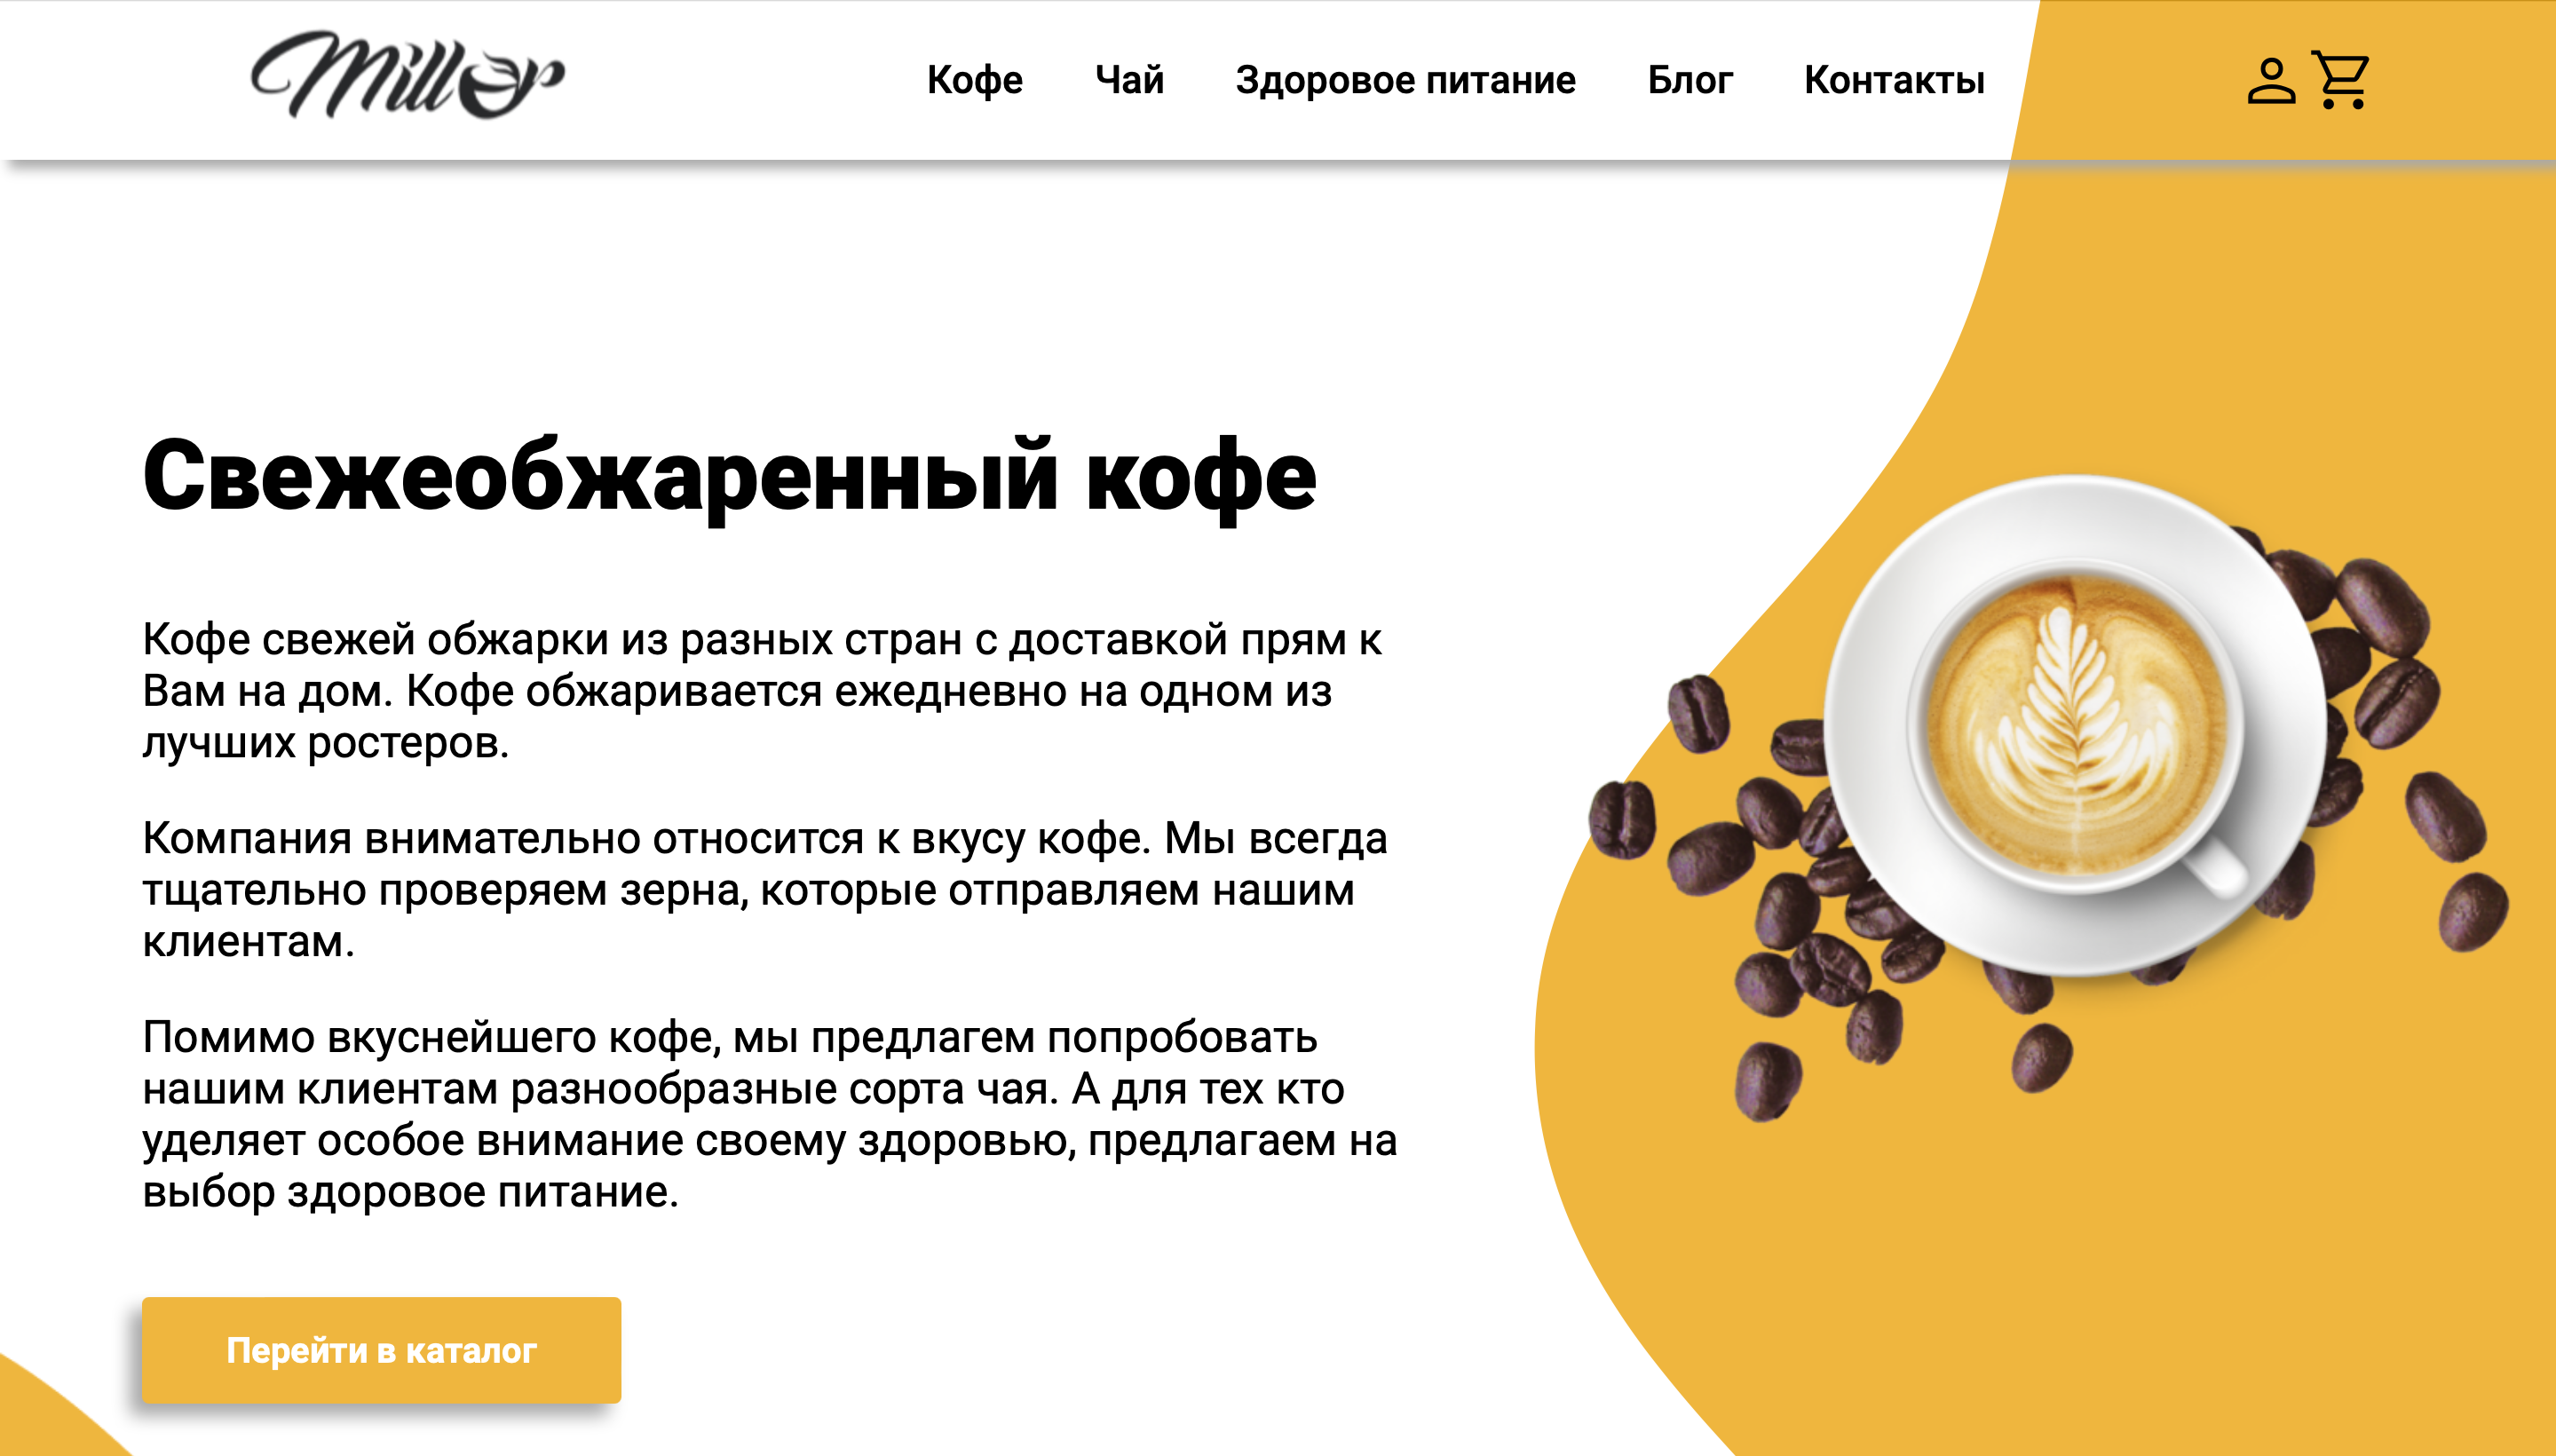 Miller
Кофе
Чай
Здоровое питание
Блог
Контакты
Свежеобжаренный кофе
Кофе свежей обжарки из разных стран с доставкой прям к
Вам на дом. Кофе обжаривается ежедневно на одном из
лучших ростеров.
Компания внимательно относится к вкусу кофе. Мы всегда
тщательно проверяем зерна, которые отправляем нашим
клиентам.
Помимо вкуснейшего кофе, мы предлагем попробовать
нашим клиентам разнообразные сорта чая. А для тех кто
уделяет особое внимание своему здоровью, предлагаем на
выбор здоровое питание.
Перейти в каталог